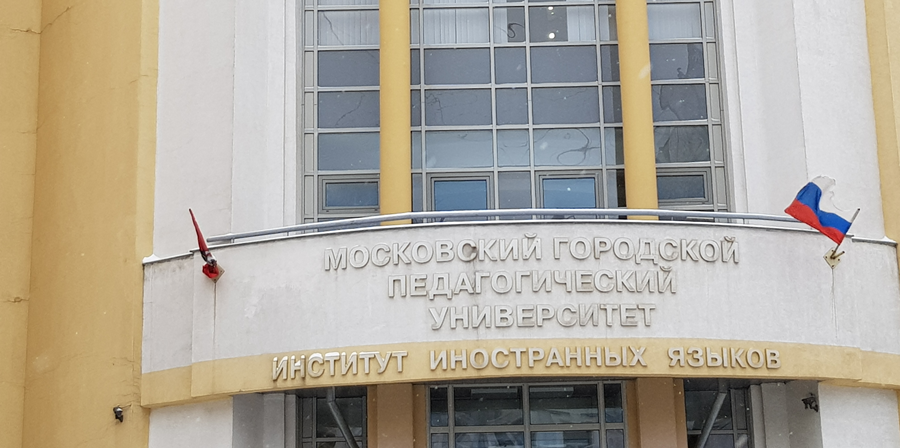 МОСКОВСКИЙ ГОРОДСКОЙ
ПЕДАГОГИЧЕСКИЙ
УНИВЕРСИТЕТ
ИНСТИТУТ ИНОСТРАННЫХ ЯЗЫКОВ